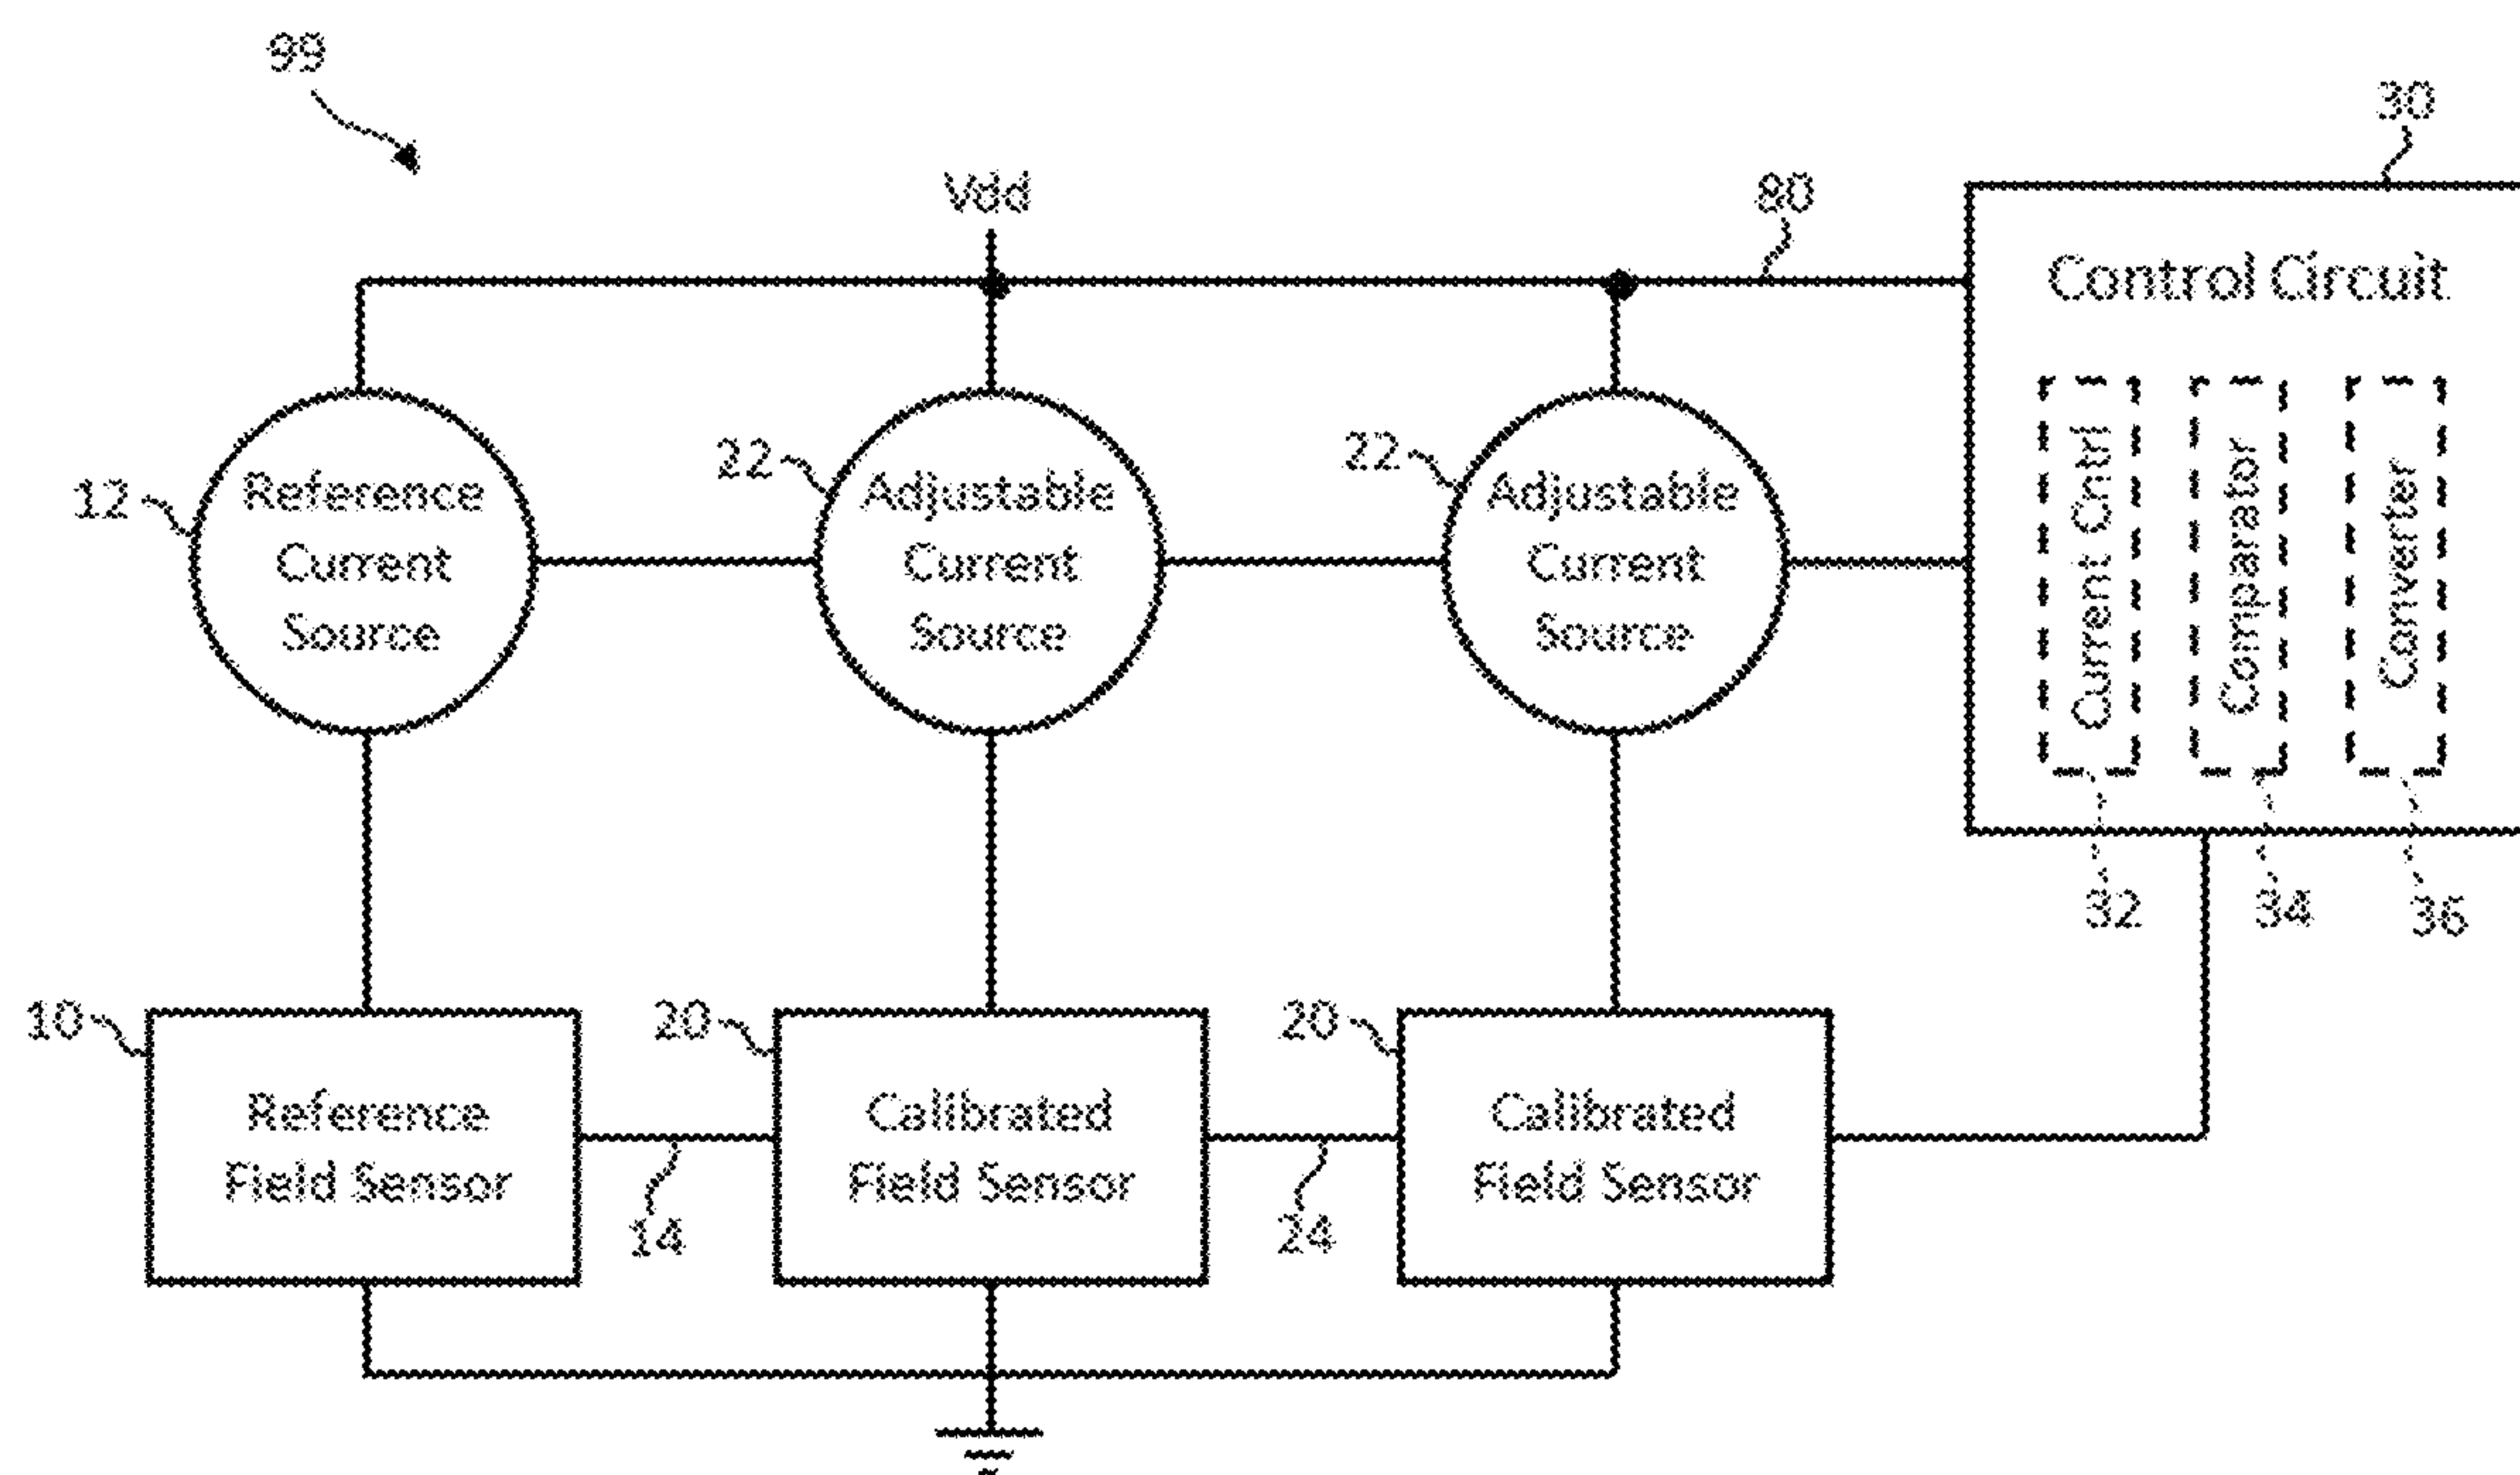 99
30
Vdd
80
Control Circuit
12
Reference
Current
Source
22
Adjustable
Current
Source
22
Adjustable
Current
Source
Current Cntrl
Comparator
Converter
32
34
36
10
Reference
Field Sensor
14
20
Calibrated
Field Sensor
24
20
Calibrated
Field Sensor